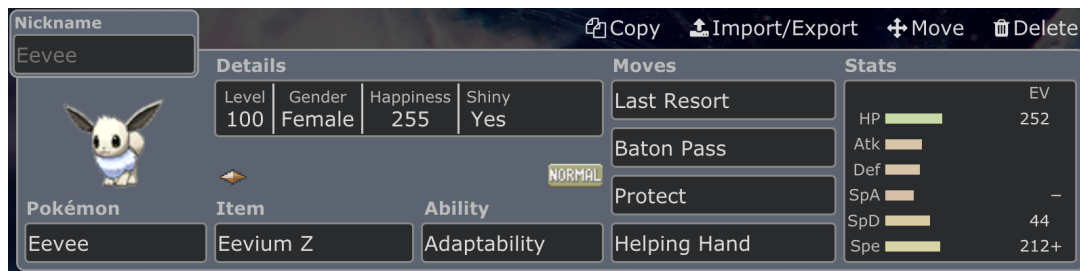 Nickname
Copy Import/Export Move Delete
Eevee
Details
Moves
Stats
Level Gender Happiness Shiny
100 Female 255 Yes
Last Resort
EV
HP 252
Atk
Baton Pass
Def
NORMAL
Protect
SpA –
Pokémon Item Ability
SpD 44
Eevee Eevium Z Adaptability Helping Hand
Spe 212+